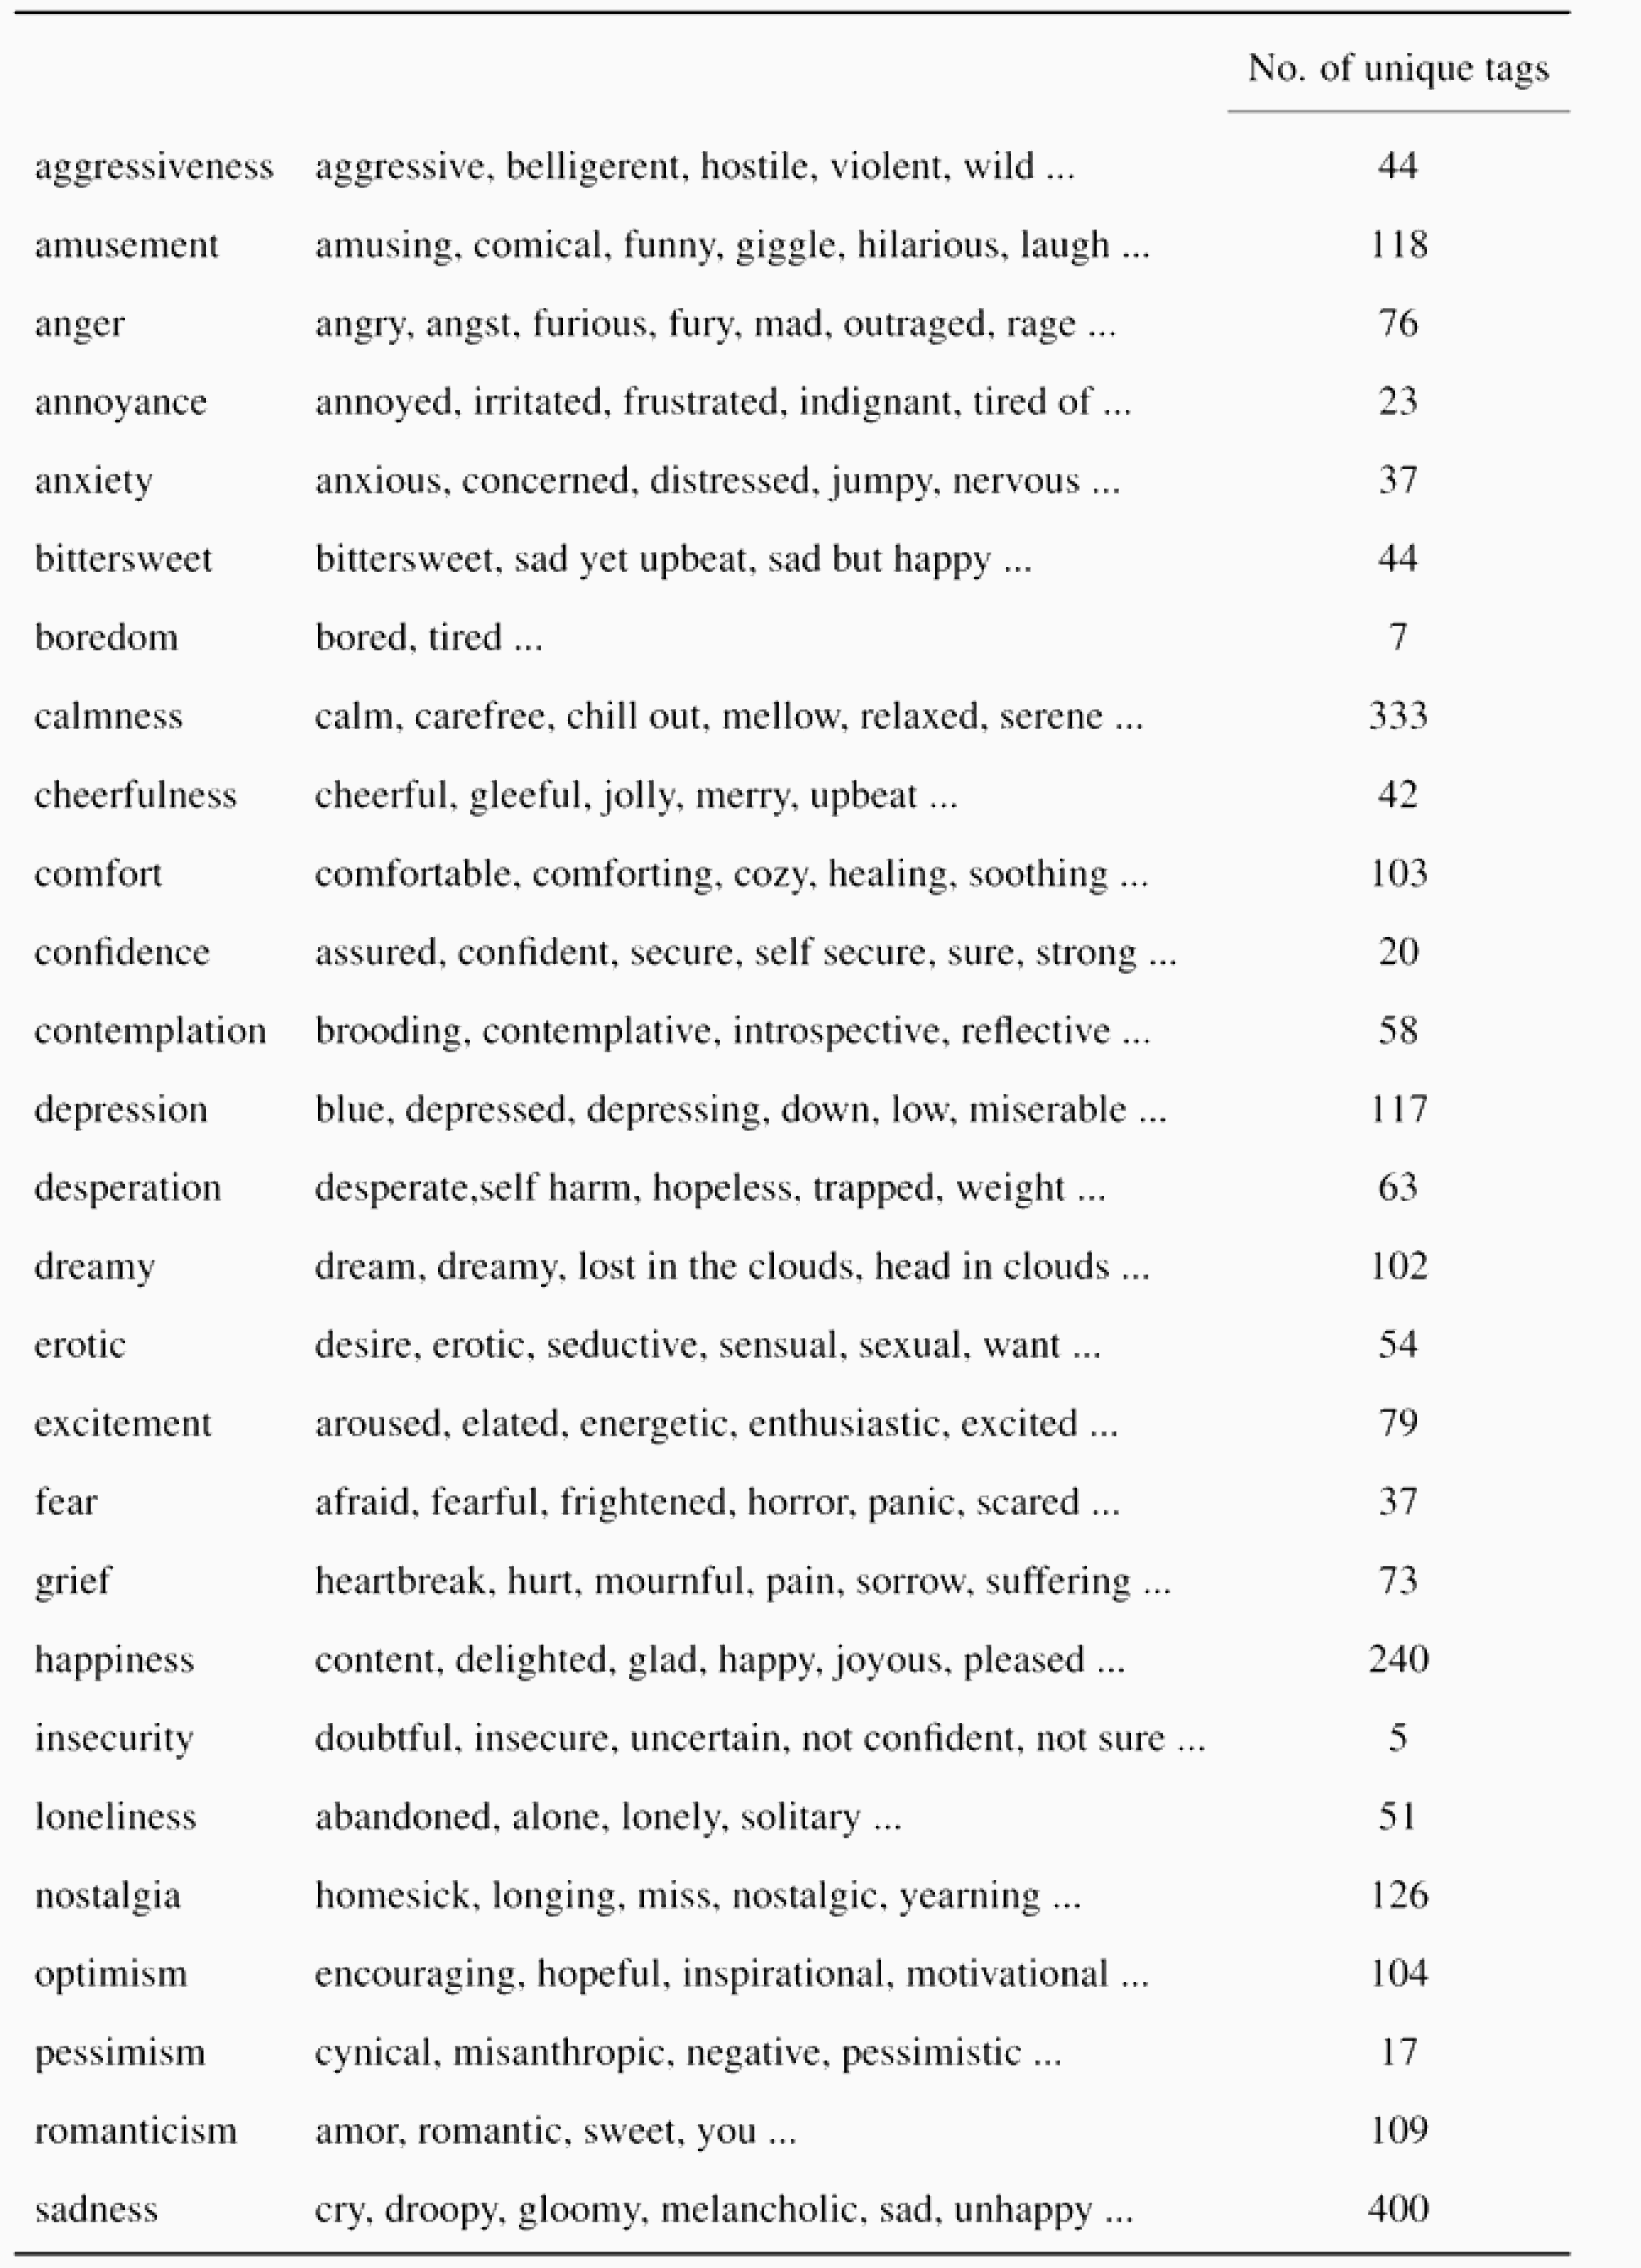 No. of unique tags
aggressiveness aggressive, belligerent, hostile, violent, wild ... 44
amusement amusing, comical, funny, giggle, hilarious, laugh ... 118
anger angry, angst, furious, fury, mad, outraged, rage ... 76
annoyance annoyed, irritated, frustrated, indignant, tired of ... 23
anxiety anxious, concerned, distressed, jumpy, nervous ... 37
bittersweet bittersweet, sad yet upbeat, sad but happy ... 44
boredom bored, tired ... 7
calmness calm, carefree, chill out, mellow, relaxed, serene ... 333
cheerfulness cheerful, gleeful, jolly, merry, upbeat ... 42
comfort comfortable, comforting, cozy, healing, soothing ... 103
confidence assured, confident, secure, self secure, sure, strong ... 20
contemplation brooding, contemplative, introspective, reflective ... 58
depression blue, depressed, depressing, down, low, miserable ... 117
desperation desperate,self harm, hopeless, trapped, weight ... 63
dreamy dream, dreamy, lost in the clouds, head in clouds ... 102
erotic desire, erotic, seductive, sensual, sexual, want ... 54
excitement aroused, elated, energetic, enthusiastic, excited ... 79
fear afraid, fearful, frightened, horror, panic, scared ... 37
grief heartbreak, hurt, mournful, pain, sorrow, suffering ... 73
happiness content, delighted, glad, happy, joyous, pleased ... 240
insecurity doubtful, insecure, uncertain, not confident, not sure ... 5
loneliness abandoned, alone, lonely, solitary ... 51
nostalgia homesick, longing, miss, nostalgic, yearning ... 126
optimism encouraging, hopeful, inspirational, motivational ... 104
pessimism cynical, misanthropic, negative, pessimistic ... 17
romanticism amor, romantic, sweet, you ... 109
sadness cry, droopy, gloomy, melancholic, sad, unhappy ... 400